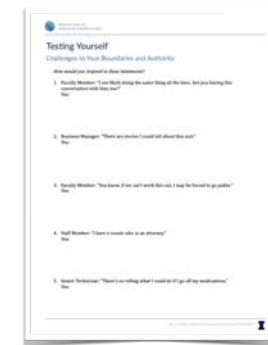 Testing Yourself
Challenges to Your Boundaries and Authority
How would you respond to these statements?
1. Faculty Member: "I see Mark doing the same thing all the time. Are you having this
conversation with him, too?"
You:
2. Business Manager: "There are stories I could tell about this unit."
You:
3. Faculty Member: "You know, if we can't work this out, I may be forced to go public."
You:
4. Staff Member: "I have a cousin who is an attorney."
You:
5. Senior Technician: "There's no telling what I could do if I go off my medications."
You: